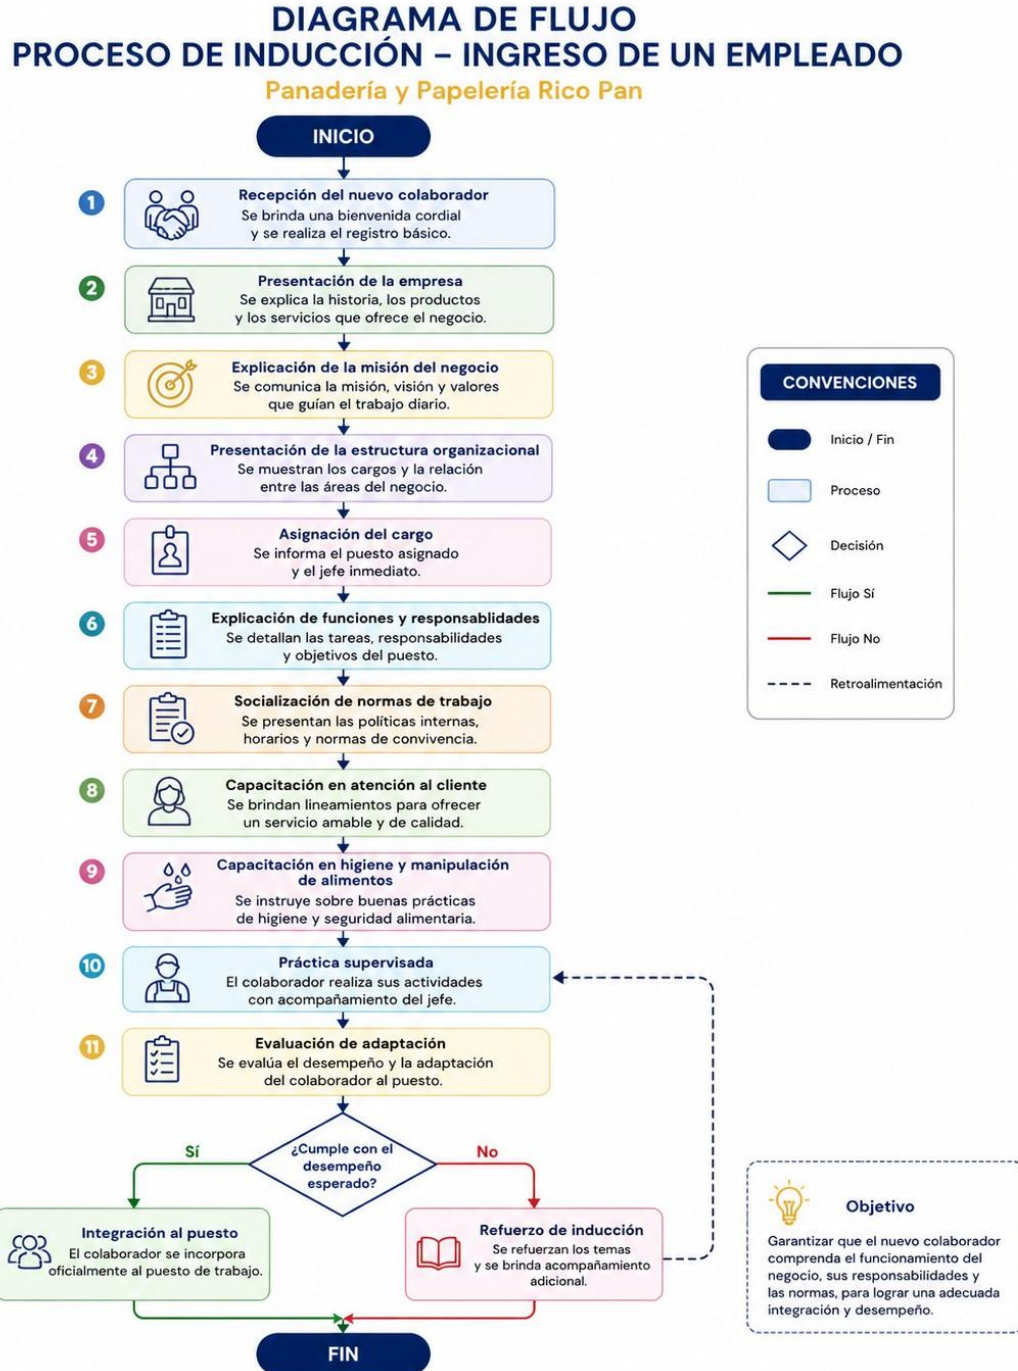 DIAGRAMA DE FLUJO
PROCESO DE INDUCCIÓN – INGRESO DE UN EMPLEADO
Panadería y Papelería Rico Pan
INICIO
1
Recepción del nuevo colaborador
Se brinda una bienvenida cordial
y se realiza el registro básico.
2
Presentación de la empresa
Se explica la historia, los productos
y los servicios que ofrece el negocio.
3
Explicación de la misión del negocio
Se comunica la misión, visión y valores
que guían el trabajo diario.
4
Presentación de la estructura organizacional
Se muestran los cargos y la relación
entre las áreas del negocio.
5
Asignación del cargo
Se informa el puesto asignado
y el jefe inmediato.
6
Explicación de funciones y responsablidades
Se detallan las tareas, responsabilidades
y objetivos del puesto.
7
Socialización de normas de trabajo
Se presentan las políticas internas,
horarios y normas de convivencia.
8
Capacitación en atención al cliente
Se brindan lineamientos para ofrecer
un servicio amable y de calidad.
9
Capacitación en higiene y manipulación
de alimentos
Se instruye sobre buenas prácticas
de higiene y seguridad alimentaria.
10
Práctica supervisada
El colaborador realiza sus actividades
con acompañamiento del jefe.
11
Evaluación de adaptación
Se evalúa el desempeño y la adaptación
del colaborador al puesto.
¿Cumple con el
desempeño
esperado?
Sí
No
Integración al puesto
El colaborador se incorpora
oficialmente al puesto de trabajo.
Refuerzo de inducción
Se refuerzan los temas
y se brinda acompañamiento
adicional.
FIN
CONVENCIONES
Inicio / Fin
Proceso
Decisión
Flujo Sí
Flujo No
Retroalimentación
Objetivo
Garantizar que el nuevo colaborador
comprenda el funcionamiento del
negocio, sus responsabilidades y
las normas, para lograr una adecuada
integración y desempeño.